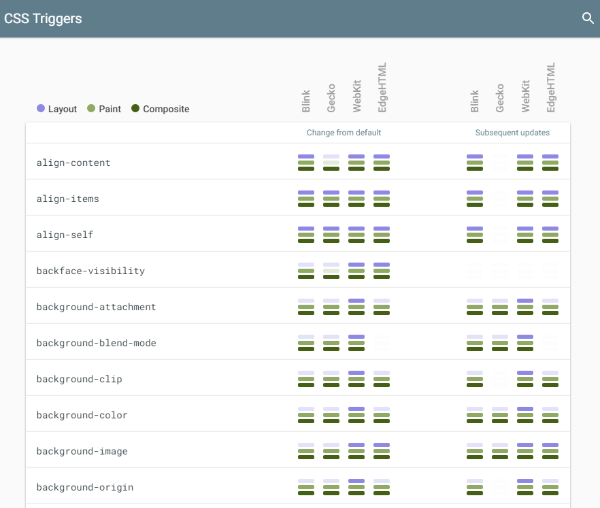 CSS Triggers
Blink Gecko WebKit EdgeHTML Blink Gecko WebKit EdgeHTML
Layout Paint Composite
Change from default Subsequent updates
align-content
align-items
align-self
backface-visibility
background-attachment
background-blend-mode
background-clip
background-color
background-image
background-origin